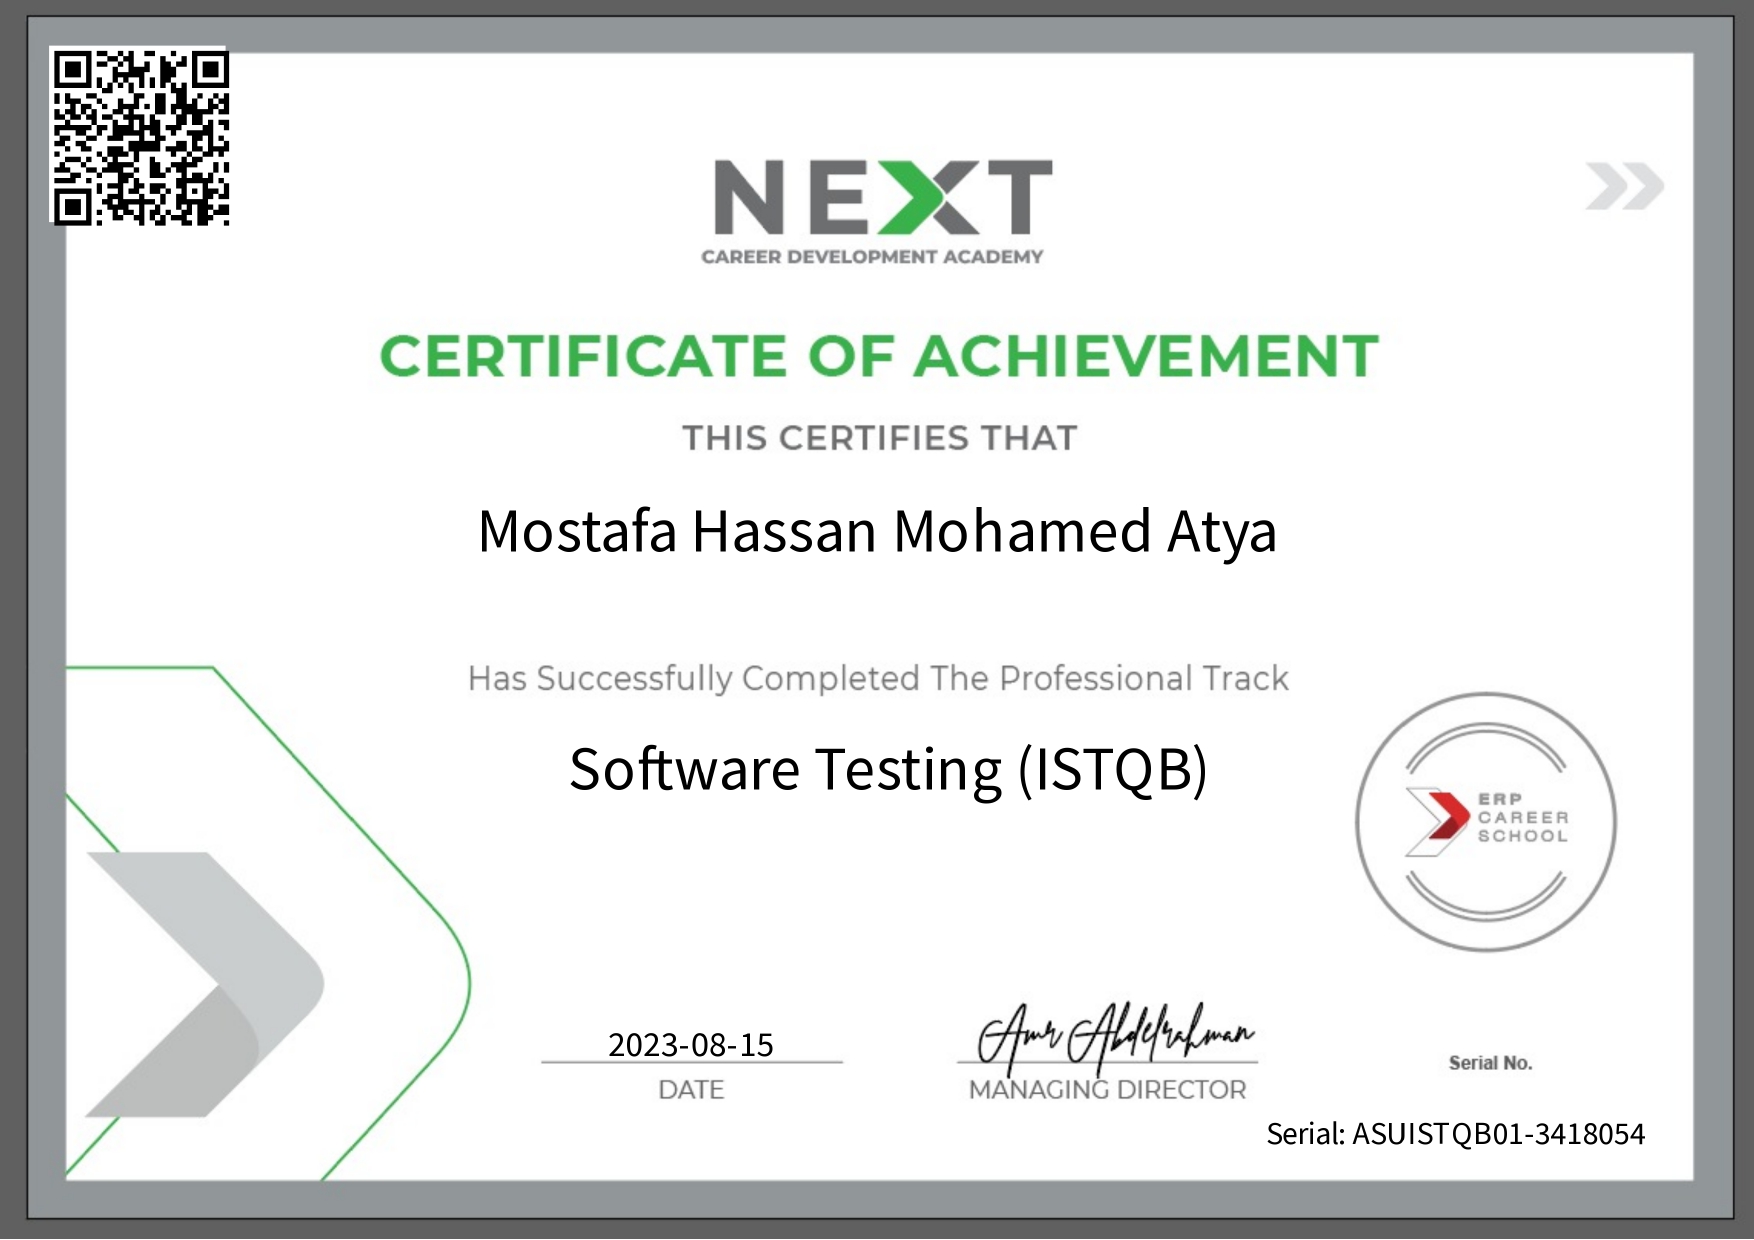 NEXT
CAREER DEVELOPMENT ACADEMY
CERTIFICATE OF ACHIEVEMENT
THIS CERTIFIES THAT
Mostafa Hassan Mohamed Atya
Has Successfully Completed The Professional Track
Software Testing (ISTQB)
ERP
CAREER
SCHOOL
2023-08-15
DATE
Amr Abdelrahman
MANAGING DIRECTOR
Serial No.
Serial: ASUISTQB01-3418054